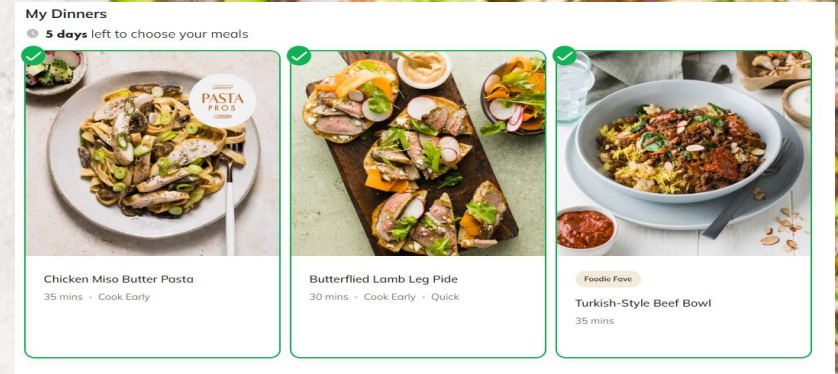 My Dinners
5 days left to choose your meals
PASTA
PROS
Chicken Miso Butter Pasta
35 mins • Cook Early
Butterflied Lamb Leg Pide
30 mins • Cook Early • Quick
Foodie Fave
Turkish-Style Beef Bowl
35 mins